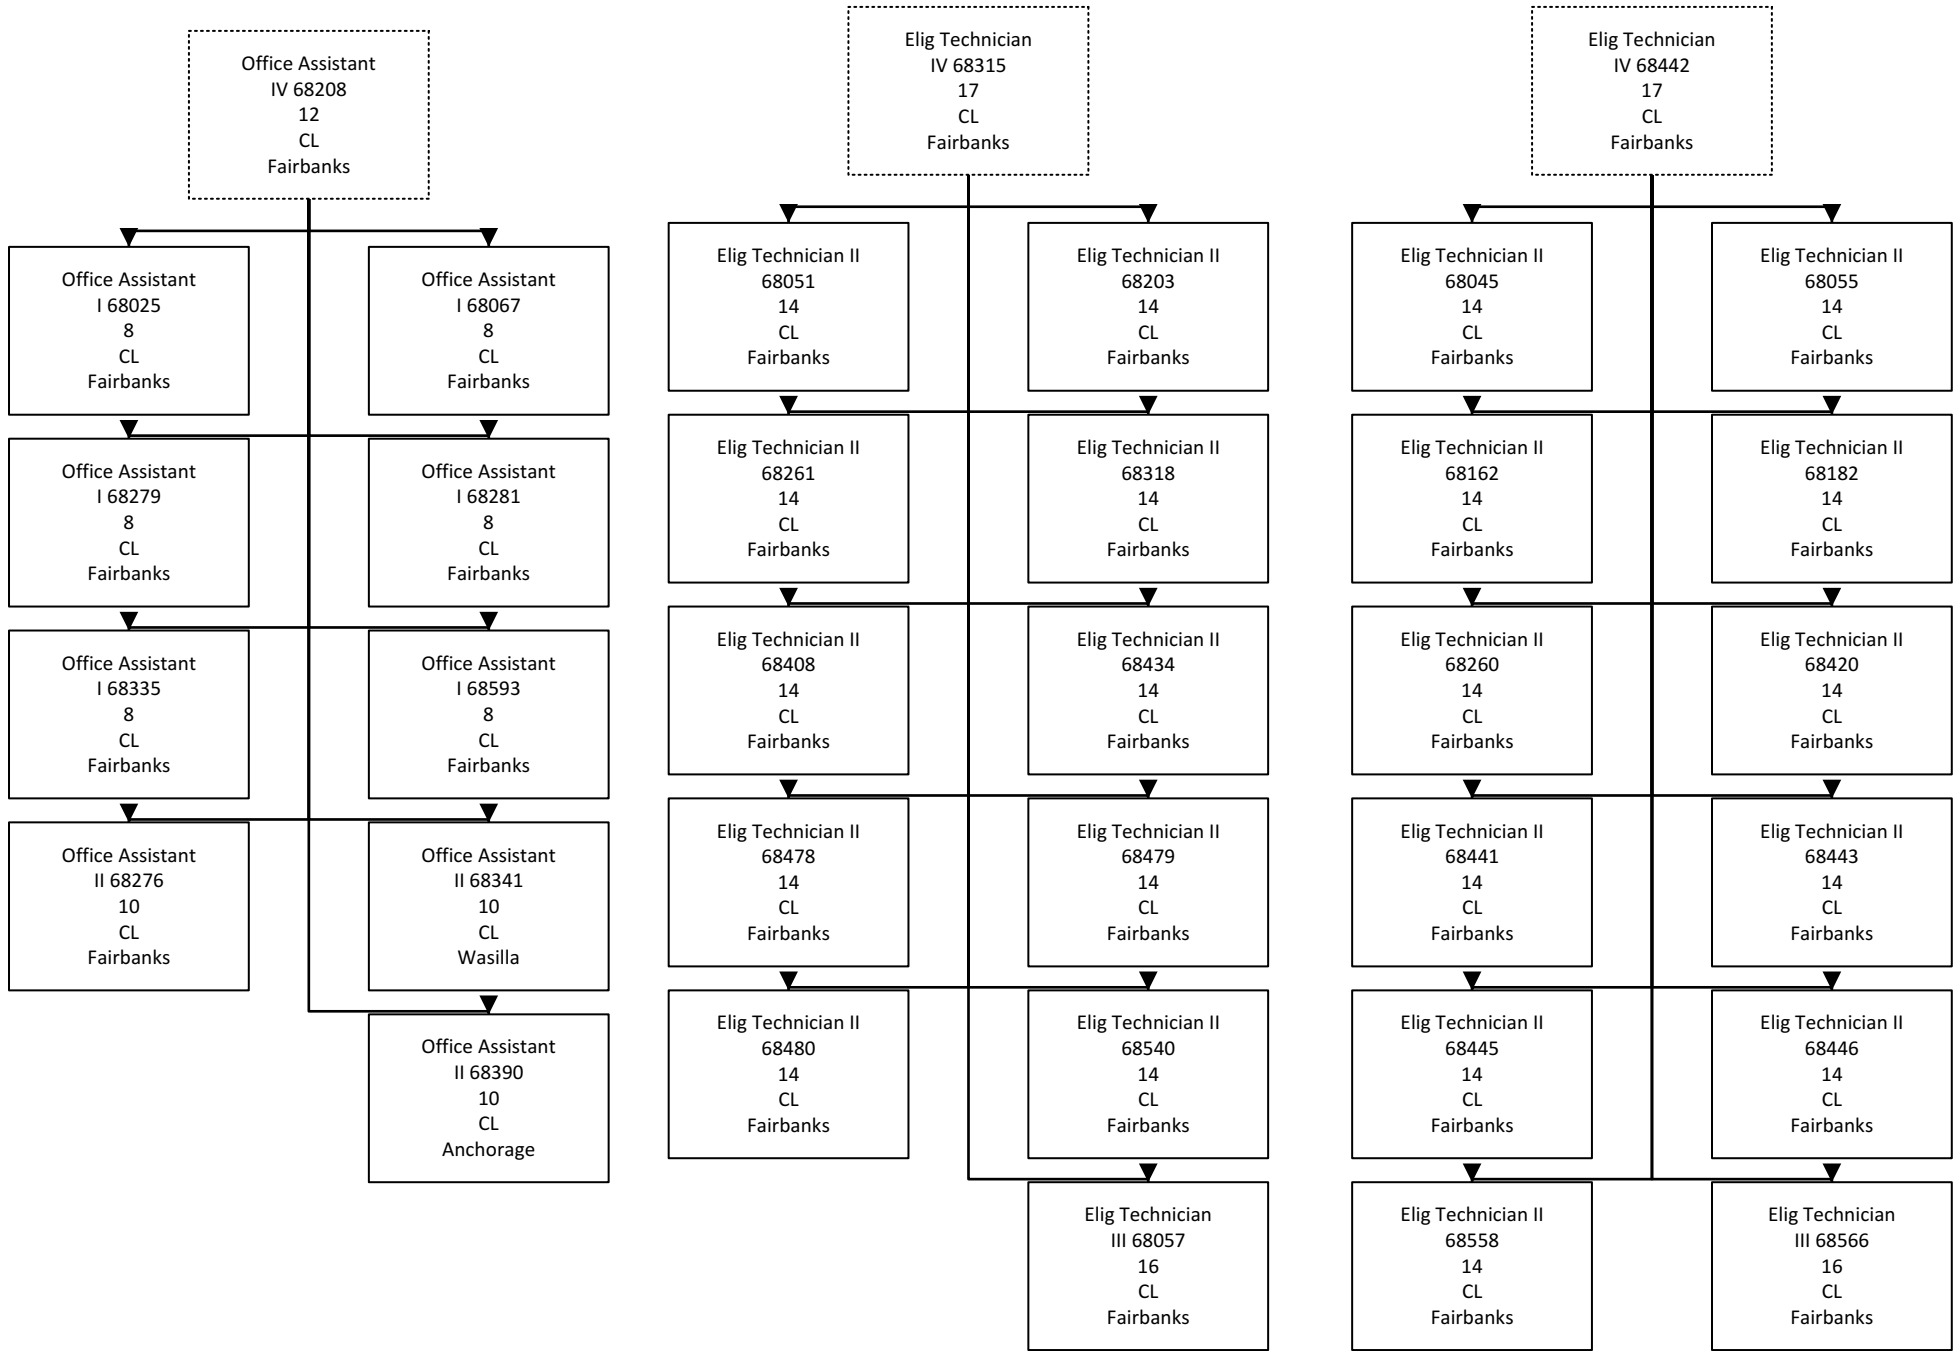 Office Assistant
IV 68208
12
CL
Fairbanks
Office Assistant
I 68025
8
CL
Fairbanks
Office Assistant
I 68067
8
CL
Fairbanks
Office Assistant
I 68279
8
CL
Fairbanks
Office Assistant
I 68281
8
CL
Fairbanks
Office Assistant
I 68335
8
CL
Fairbanks
Office Assistant
I 68593
8
CL
Fairbanks
Office Assistant
II 68276
10
CL
Fairbanks
Office Assistant
II 68341
10
CL
Wasilla
Office Assistant
II 68390
10
CL
Anchorage
Elig Technician
IV 68315
17
CL
Fairbanks
Elig Technician II
68051
14
CL
Fairbanks
Elig Technician II
68203
14
CL
Fairbanks
Elig Technician II
68261
14
CL
Fairbanks
Elig Technician II
68318
14
CL
Fairbanks
Elig Technician II
68408
14
CL
Fairbanks
Elig Technician II
68434
14
CL
Fairbanks
Elig Technician II
68478
14
CL
Fairbanks
Elig Technician II
68479
14
CL
Fairbanks
Elig Technician II
68480
14
CL
Fairbanks
Elig Technician II
68540
14
CL
Fairbanks
Elig Technician
III 68057
16
CL
Fairbanks
Elig Technician
IV 68442
17
CL
Fairbanks
Elig Technician II
68045
14
CL
Fairbanks
Elig Technician II
68055
14
CL
Fairbanks
Elig Technician II
68162
14
CL
Fairbanks
Elig Technician II
68182
14
CL
Fairbanks
Elig Technician II
68260
14
CL
Fairbanks
Elig Technician II
68420
14
CL
Fairbanks
Elig Technician II
68441
14
CL
Fairbanks
Elig Technician II
68443
14
CL
Fairbanks
Elig Technician II
68445
14
CL
Fairbanks
Elig Technician II
68446
14
CL
Fairbanks
Elig Technician II
68558
14
CL
Fairbanks
Elig Technician
III 68566
16
CL
Fairbanks